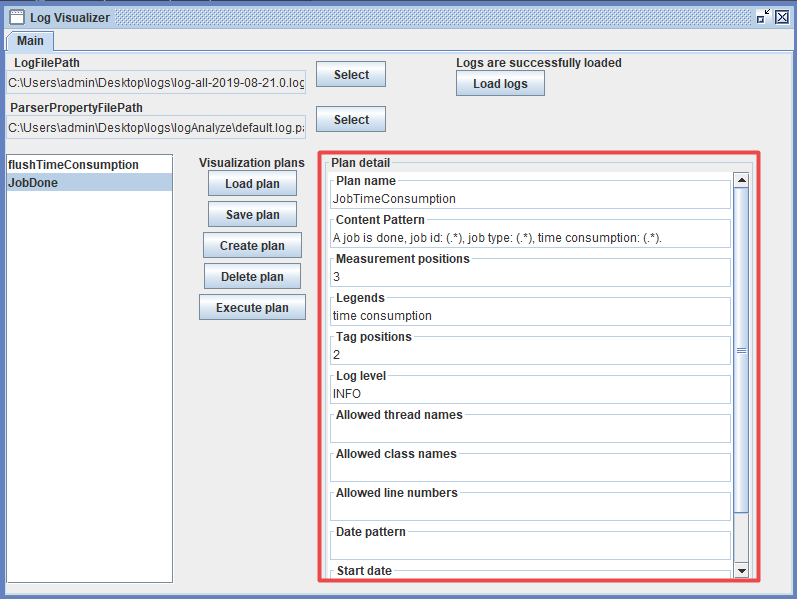 Log Visualizer
Main
LogFilePath
C:\Users\admin\Desktop\logs\log-all-2019-08-21.0.log
Select
Logs are successfully loaded
Load logs
ParserPropertyFilePath
C:\Users\admin\Desktop\logs\logAnalyze\default.log.pa
Select
flushTimeConsumption
JobDone
Visualization plans
Load plan
Save plan
Create plan
Delete plan
Execute plan
Plan detail
Plan name
JobTimeConsumption
Content Pattern
A job is done, job id: (.*), job type: (.*), time consumption: (.*).
Measurement positions
3
Legends
time consumption
Tag positions
2
Log level
INFO
Allowed thread names
Allowed class names
Allowed line numbers
Date pattern
Start date